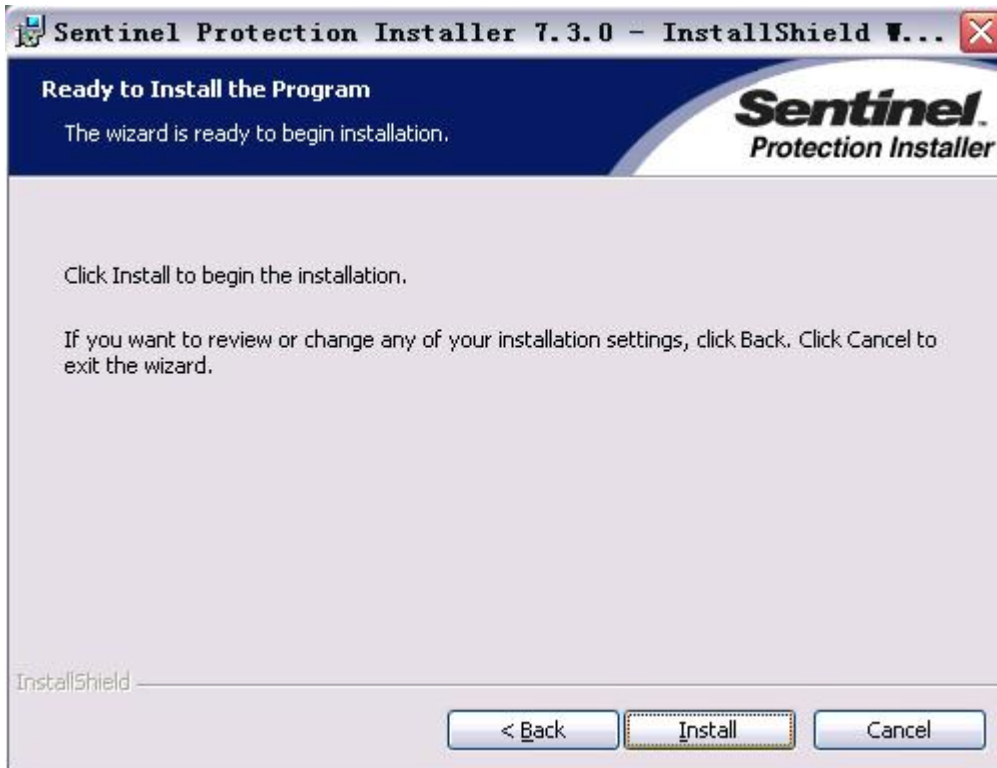 Sentinel Protection Installer 7.3.0 - InstallShield W...
Ready to Install the Program
The wizard is ready to begin installation.
Sentinel.
Protection Installer
Click Install to begin the installation.
If you want to review or change any of your installation settings, click Back. Click Cancel to
exit the wizard.
InstallShield
< Back
Install
Cancel